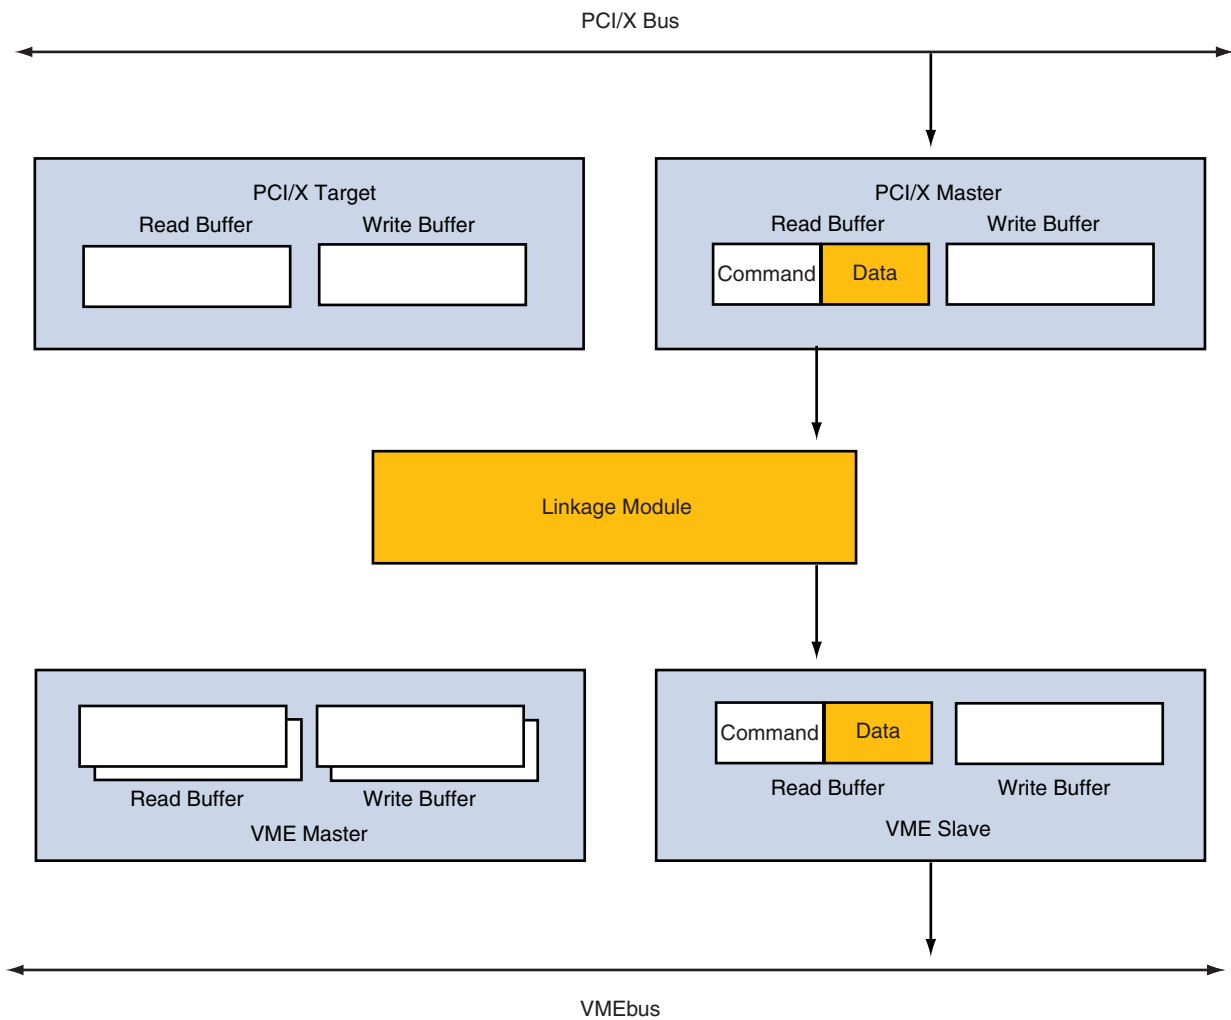 PCI/X Bus
PCI/X Target
Read Buffer
Write Buffer
PCI/X Master
Read Buffer
Write Buffer
Command
Data
Linkage Module
Read Buffer
Write Buffer
VME Master
Command
Data
Read Buffer
Write Buffer
VME Slave
VMEbus